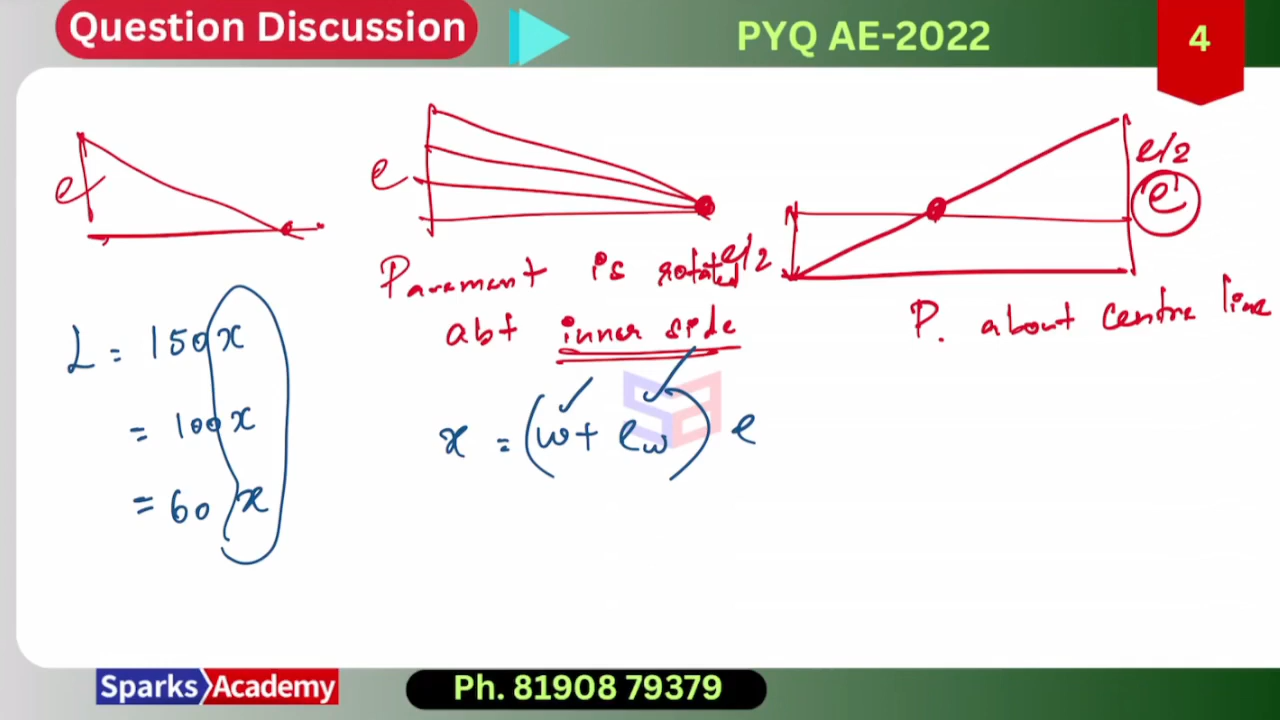 Question Discussion
PYQ AE-2022
4
e
e
e/2
e
e/2
Pavement is rotated
abt inner side
P. about centre line
L = 150x
= 100x
= 60x
x = (w + ew) e
Sparks Academy
Ph. 81908 79379